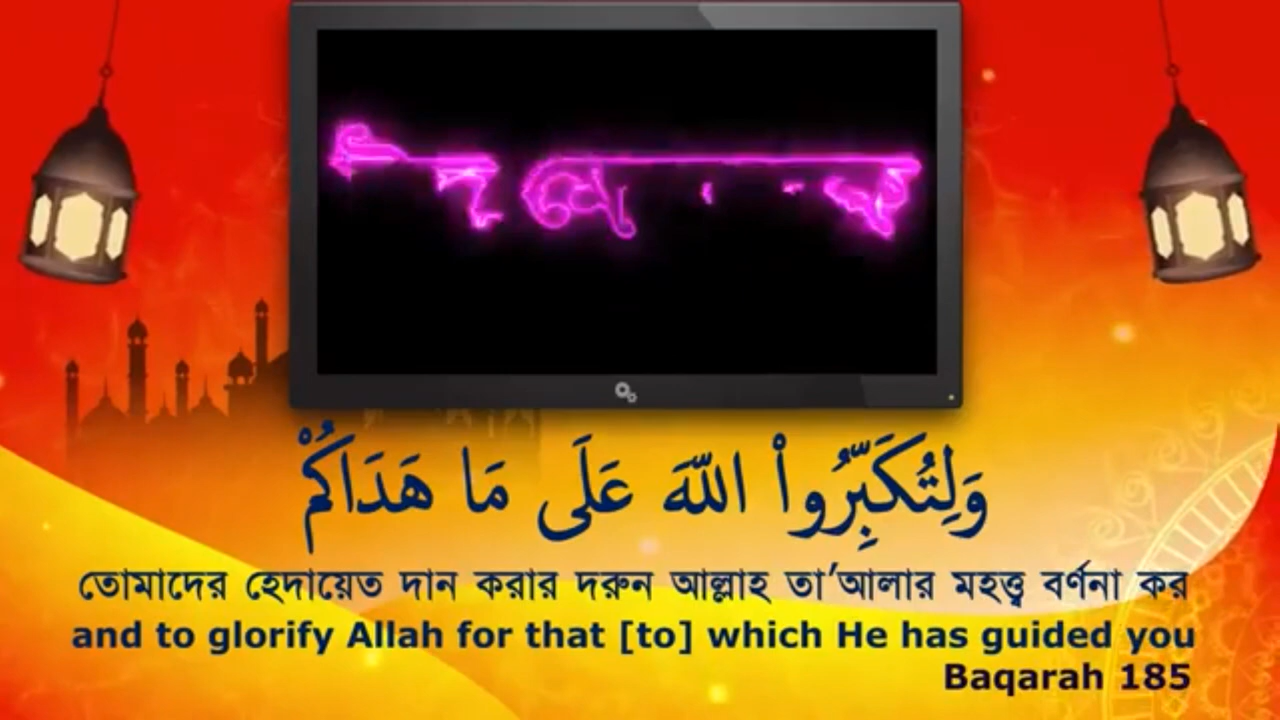 وَلِتُكَبِّرُواْ اللّهَ عَلَى مَا هَدَاكُمْ
তোমাদের হেদায়েত দান করার দরুন আল্লাহ তা’আলার মহত্ত্ব বর্ণনা কর
and to glorify Allah for that [to] which He has guided you
Baqarah 185